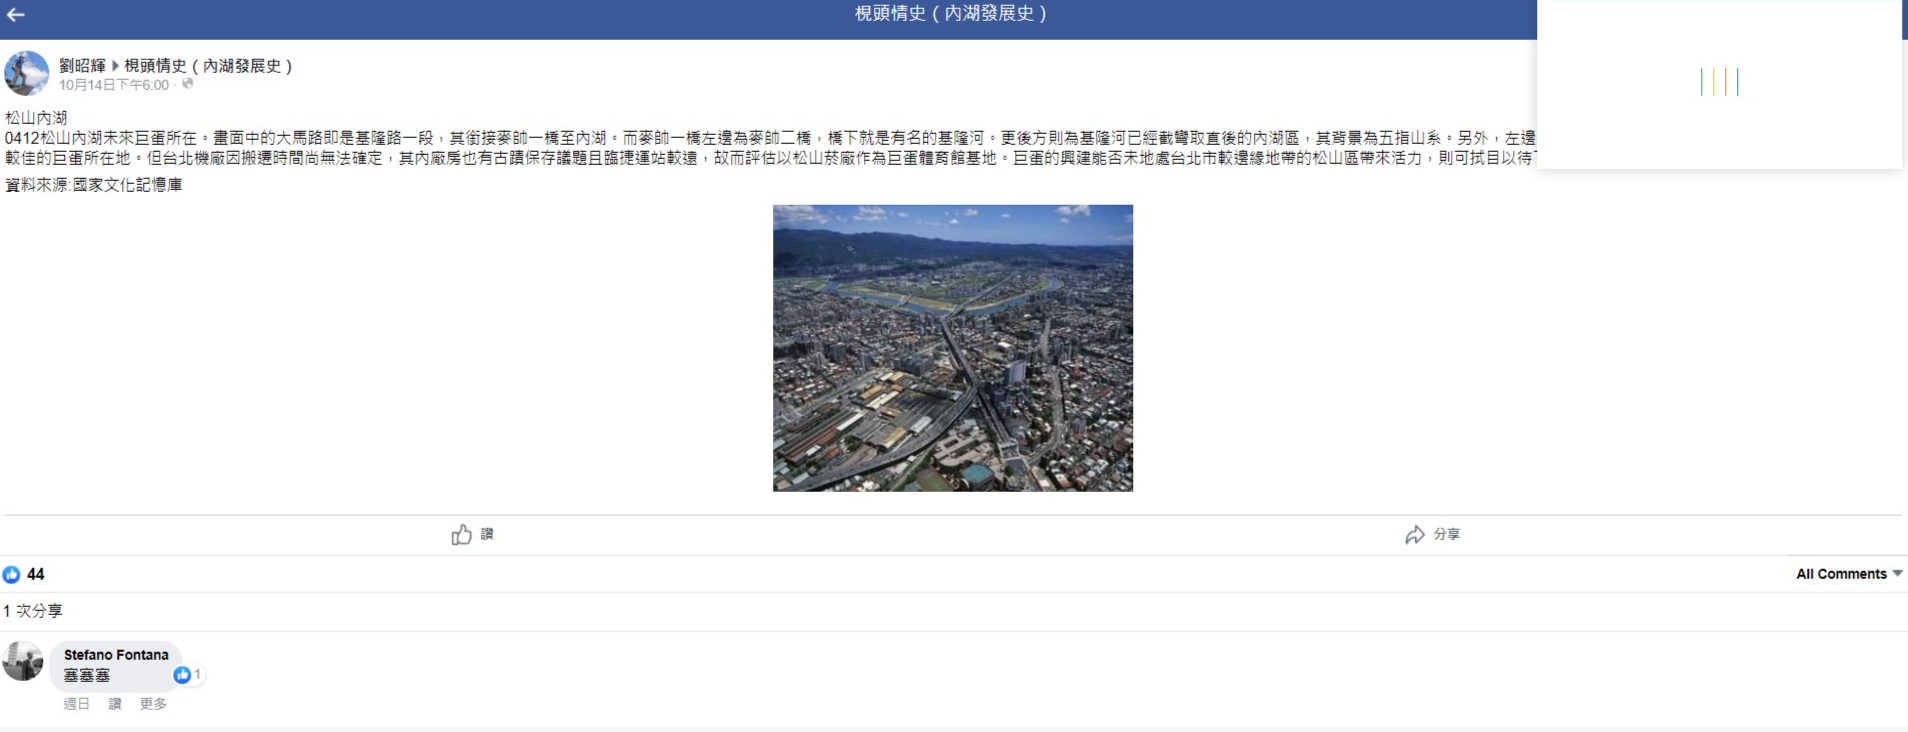 梘頭情史 ( 內湖發展史 )
劉昭輝 ▶ 梘頭情史 ( 內湖發展史 )
10月14日下午6:00 ·
松山內湖
0412松山內湖未來巨蛋所在。畫面中的大馬路即是基隆路一段，其銜接麥帥一橋至內湖。而麥帥一橋左邊為麥帥二橋，橋下就是有名的基隆河。更後方則為基隆河已經截彎取直後的內湖區，其背景為五指山系。另外，左邊
較佳的巨蛋所在地。但台北機廠因搬遷時間尚無法確定，其內廠房也有古蹟保存議題且臨捷運站較遠，故而評估以松山菸廠作為巨蛋體育館基地。巨蛋的興建能否未地處台北市較邊緣地帶的松山區帶來活力，則可拭目以待
資料來源:國家文化記憶庫
讚
分享
44
All Comments
1 次分享
Stefano Fontana
塞塞塞
1
週日 讚 更多